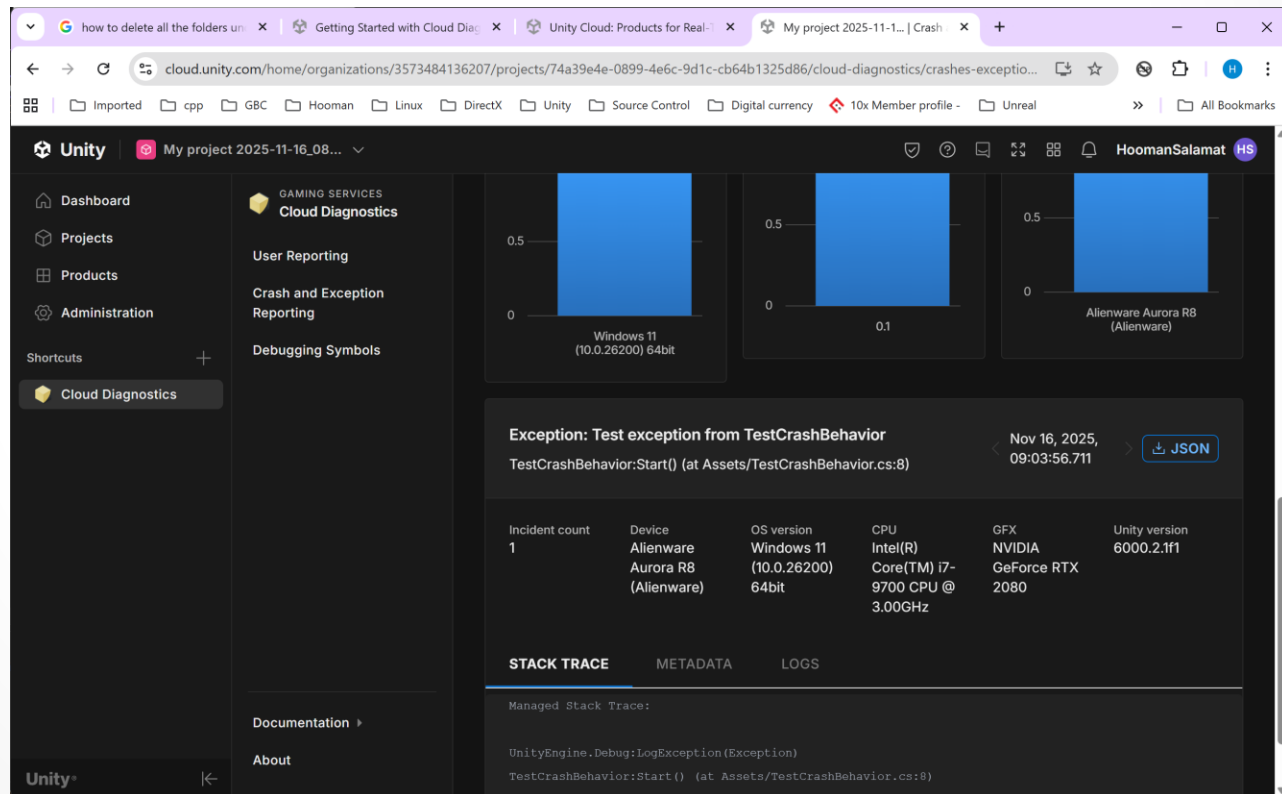 how to delete all the folders un
Getting Started with Cloud Diag
Unity Cloud: Products for Real-T
My project 2025-11-1... | Crash
cloud.unity.com/home/organizations/3573484136207/projects/74a39e4e-0899-4e6c-9d1c-cb64b1325d86/cloud-diagnostics/crashes-exceptio...
H
Imported
cpp
GBC
Hooman
Linux
DirectX
Unity
Source Control
Digital currency
10x Member profile -
Unreal
»
All Bookmarks
Unity
My project 2025-11-16_08...
HoomanSalamat
HS
Dashboard
Projects
Products
Administration
Shortcuts
Cloud Diagnostics
Unity
GAMING SERVICES
Cloud Diagnostics
User Reporting
Crash and Exception
Reporting
Debugging Symbols
Documentation
About
0.5
0
Windows 11
(10.0.26200) 64bit
0.5
0
0.1
0.5
0
Alienware Aurora R8
(Alienware)
Exception: Test exception from TestCrashBehavior
TestCrashBehavior:Start() (at Assets/TestCrashBehavior.cs:8)
Nov 16, 2025,
09:03:56.711
JSON
Incident count
1
Device
Alienware
Aurora R8
(Alienware)
OS version
Windows 11
(10.0.26200)
64bit
CPU
Intel(R)
Core(TM) i7-
9700 CPU @
3.00GHz
GFX
NVIDIA
GeForce RTX
2080
Unity version
6000.2.1f1
STACK TRACE
METADATA
LOGS
Managed Stack Trace:
UnityEngine.Debug:LogException(Exception)
TestCrashBehavior:Start() (at Assets/TestCrashBehavior.cs:8)